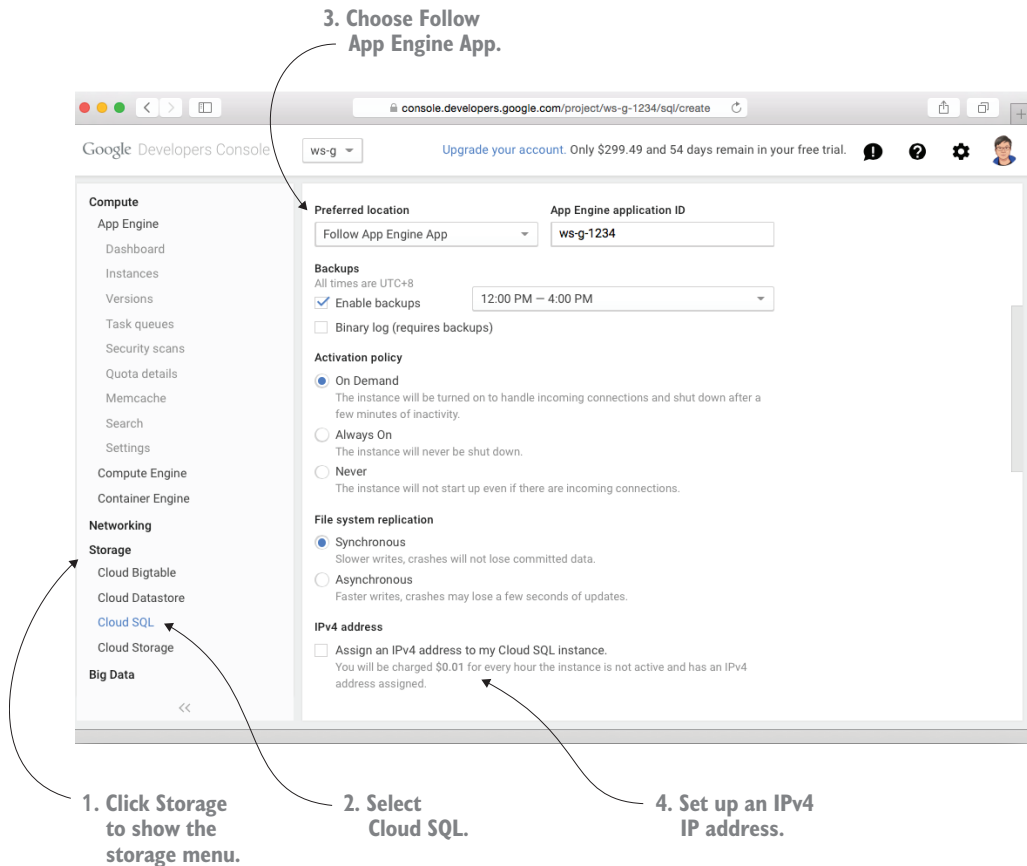 3. Choose Follow
App Engine App.
console.developers.google.com/project/ws-g-1234/sql/create
Google Developers Console
ws-g
Upgrade your account. Only $299.49 and 54 days remain in your free trial.
Compute
App Engine
Dashboard
Instances
Versions
Task queues
Security scans
Quota details
Memcache
Search
Settings
Compute Engine
Container Engine
Networking
Storage
Cloud Bigtable
Cloud Datastore
Cloud SQL
Cloud Storage
Big Data
<<
Preferred location
Follow App Engine App
App Engine application ID
ws-g-1234
Backups
All times are UTC+8
Enable backups
12:00 PM — 4:00 PM
Binary log (requires backups)
Activation policy
On Demand
The instance will be turned on to handle incoming connections and shut down after a
few minutes of inactivity.
Always On
The instance will never be shut down.
Never
The instance will not start up even if there are incoming connections.
File system replication
Synchronous
Slower writes, crashes will not lose committed data.
Asynchronous
Faster writes, crashes may lose a few seconds of updates.
IPv4 address
Assign an IPv4 address to my Cloud SQL instance.
You will be charged $0.01 for every hour the instance is not active and has an IPv4
address assigned.
1. Click Storage
to show the
storage menu.
2. Select
Cloud SQL.
4. Set up an IPv4
IP address.